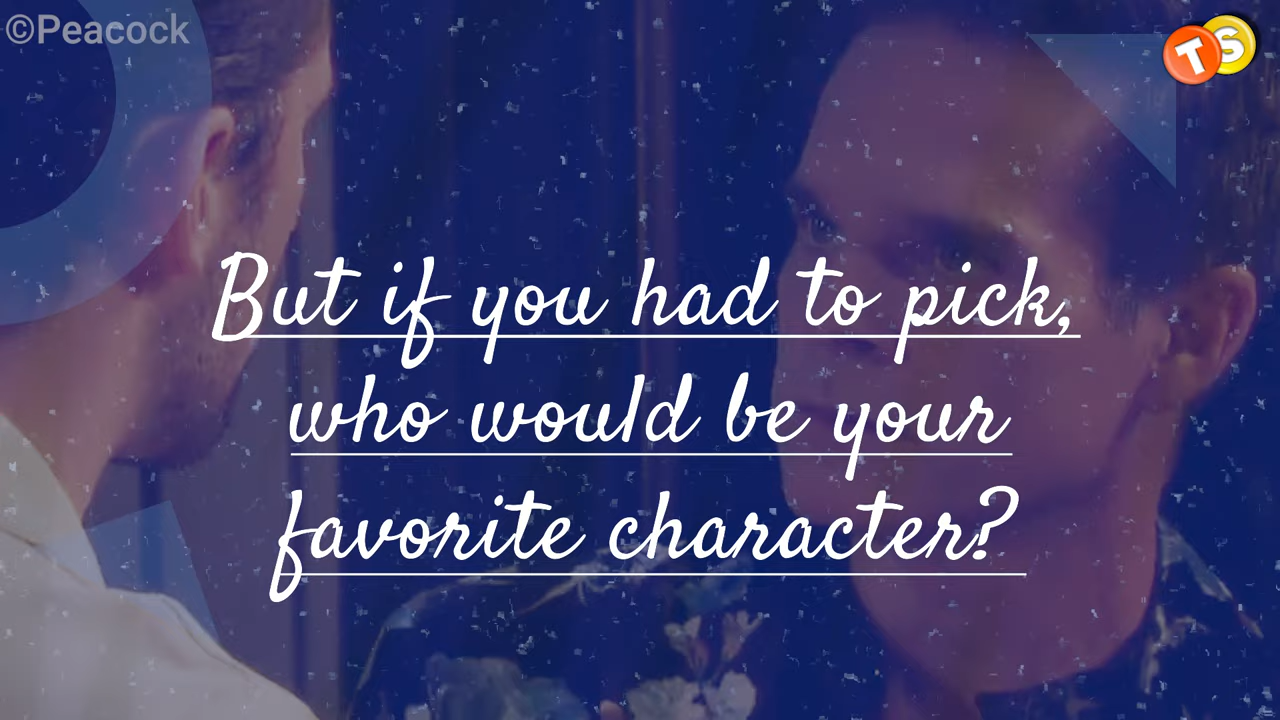 ©Peacock
TS
But if you had to pick,
who would be your
favorite character?